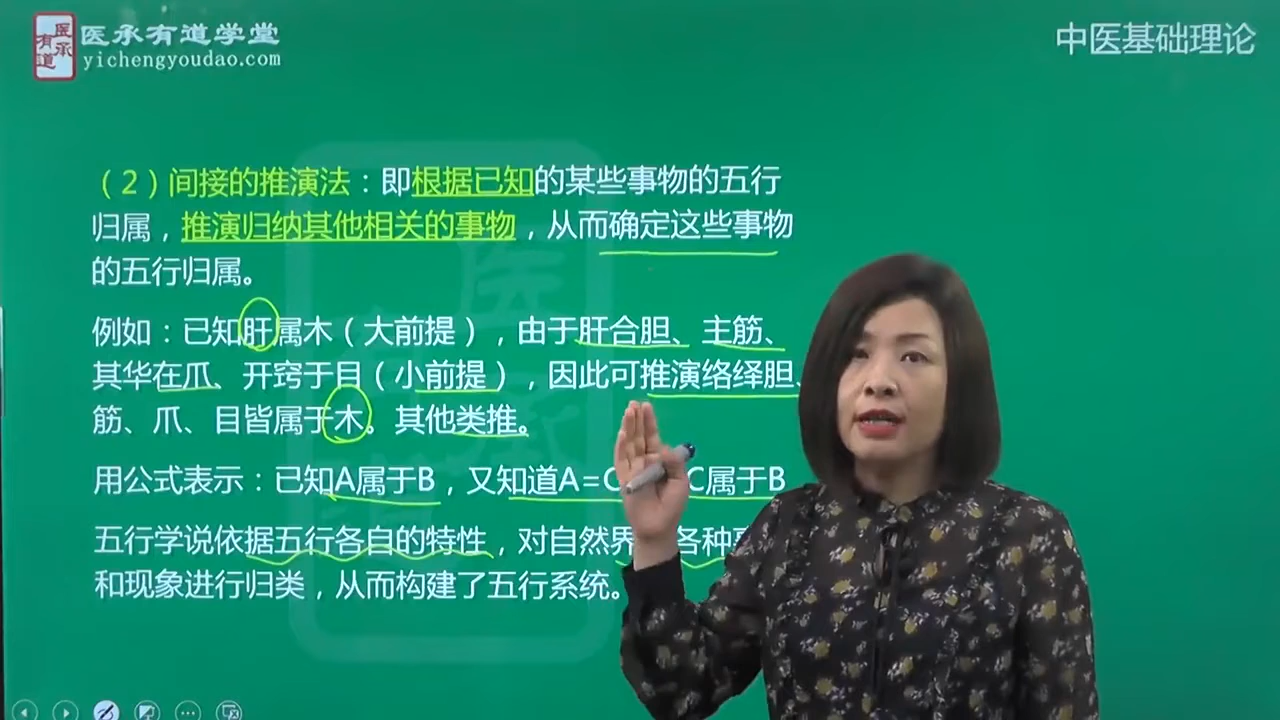 医承有道
医承有道学堂
yichengyoudao.com
中医基础理论
（2）间接的推演法：即根据已知的某些事物的五行
归属，推演归纳其他相关的事物，从而确定这些事物
的五行归属。
例如：已知肝属木（大前提），由于肝合胆、主筋、
其华在爪、开窍于目（小前提），因此可推演络绎胆、
筋、爪、目皆属于木。其他类推。
用公式表示：已知A属于B，又知道A=C C属于B
五行学说依据五行各自的特性，对自然界 各种
和现象进行归类，从而构建了五行系统。